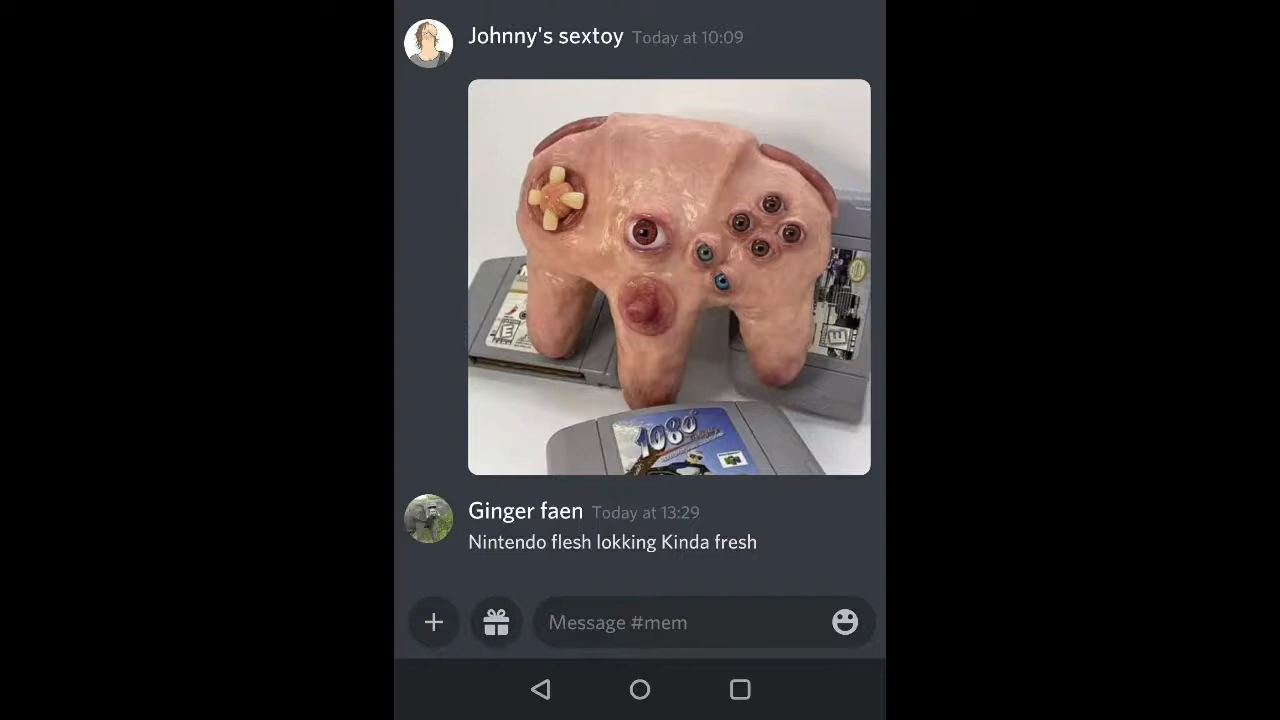 Johnny's sextoy Today at 10:09
E
E
1080°
Ginger faen Today at 13:29
Nintendo flesh lokking Kinda fresh
Message #mem